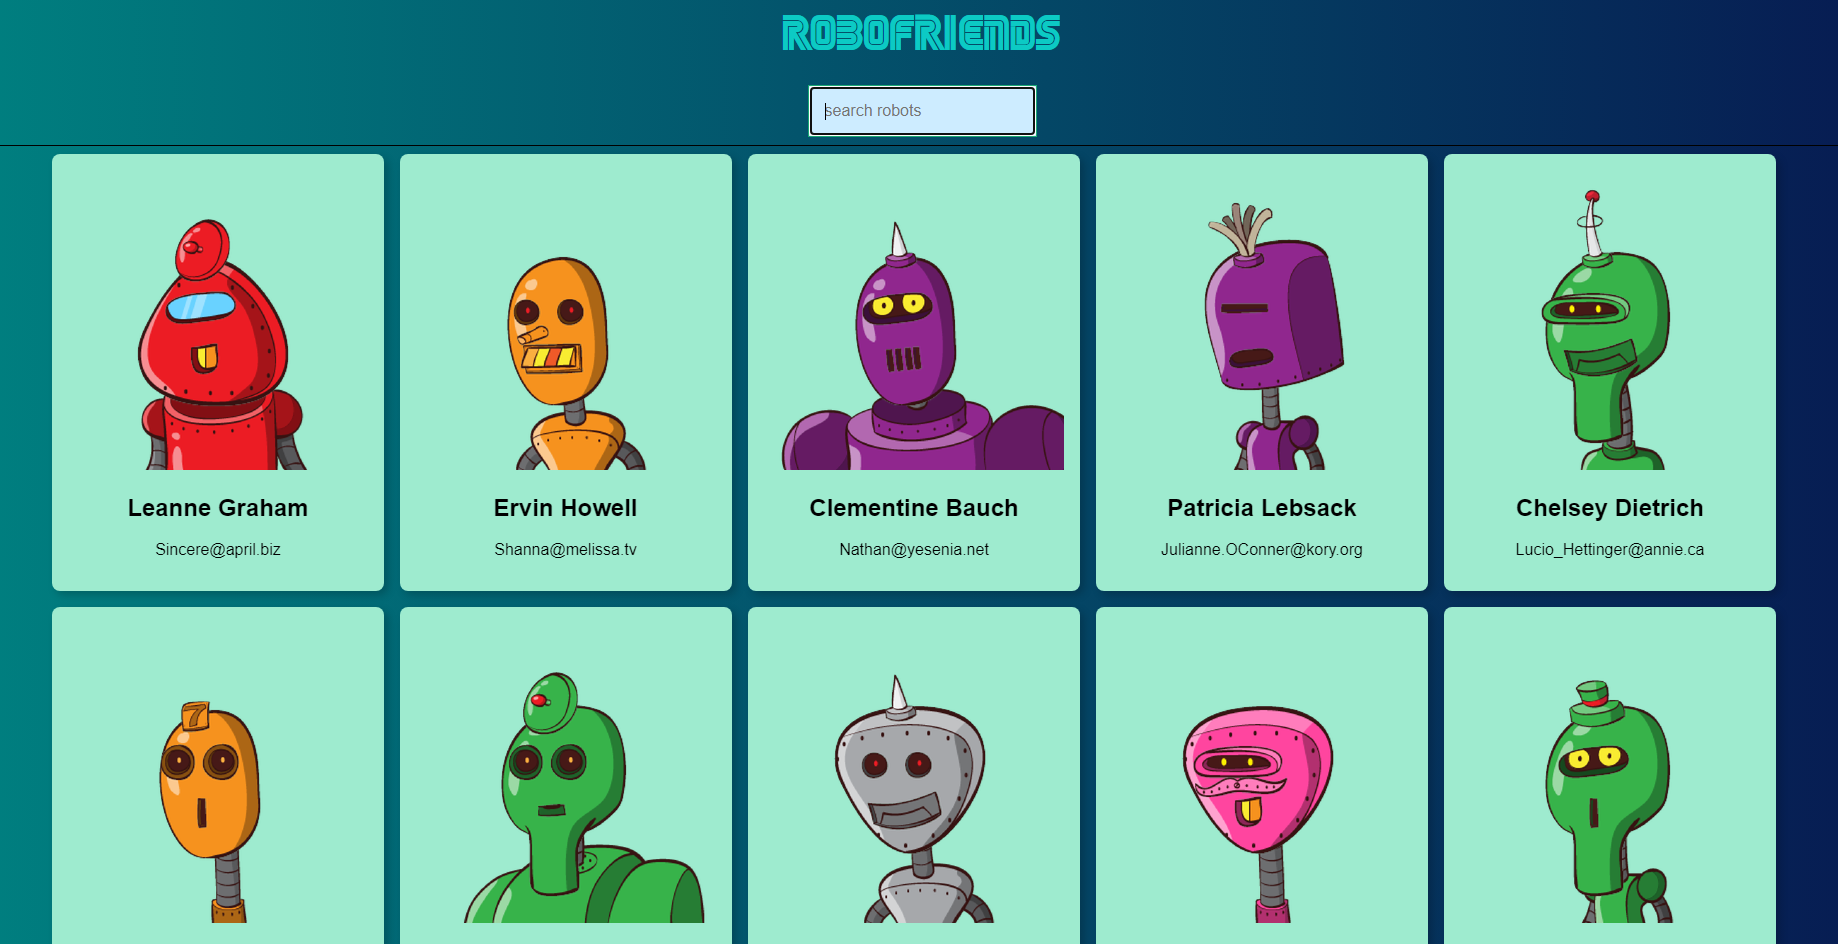 ROBOFRIENDS
search robots
Leanne Graham
Sincere@april.biz
Ervin Howell
Shanna@melissa.tv
Clementine Bauch
Nathan@yesenia.net
Patricia Lebsack
Julianne.OConner@kory.org
Chelsey Dietrich
Lucio_Hettinger@annie.ca
7